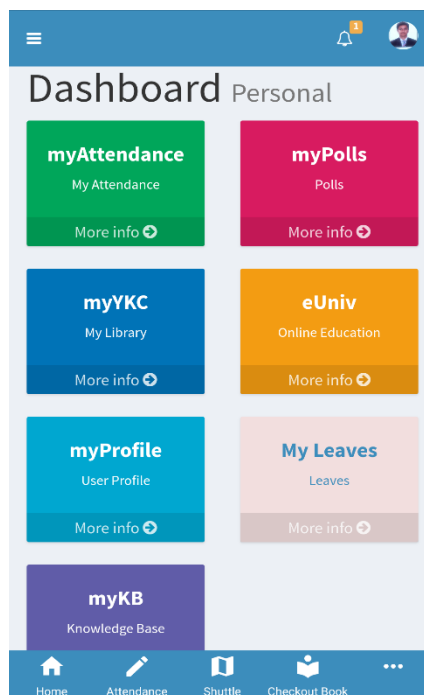 1
Dashboard Personal
myAttendance
My Attendance
More info
myPolls
Polls
More info
myYKC
My Library
More info
eUniv
Online Education
More info
myProfile
User Profile
More info
My Leaves
Leaves
More info
myKB
Knowledge Base
Home
Attendance
Shuttle
Checkout Book